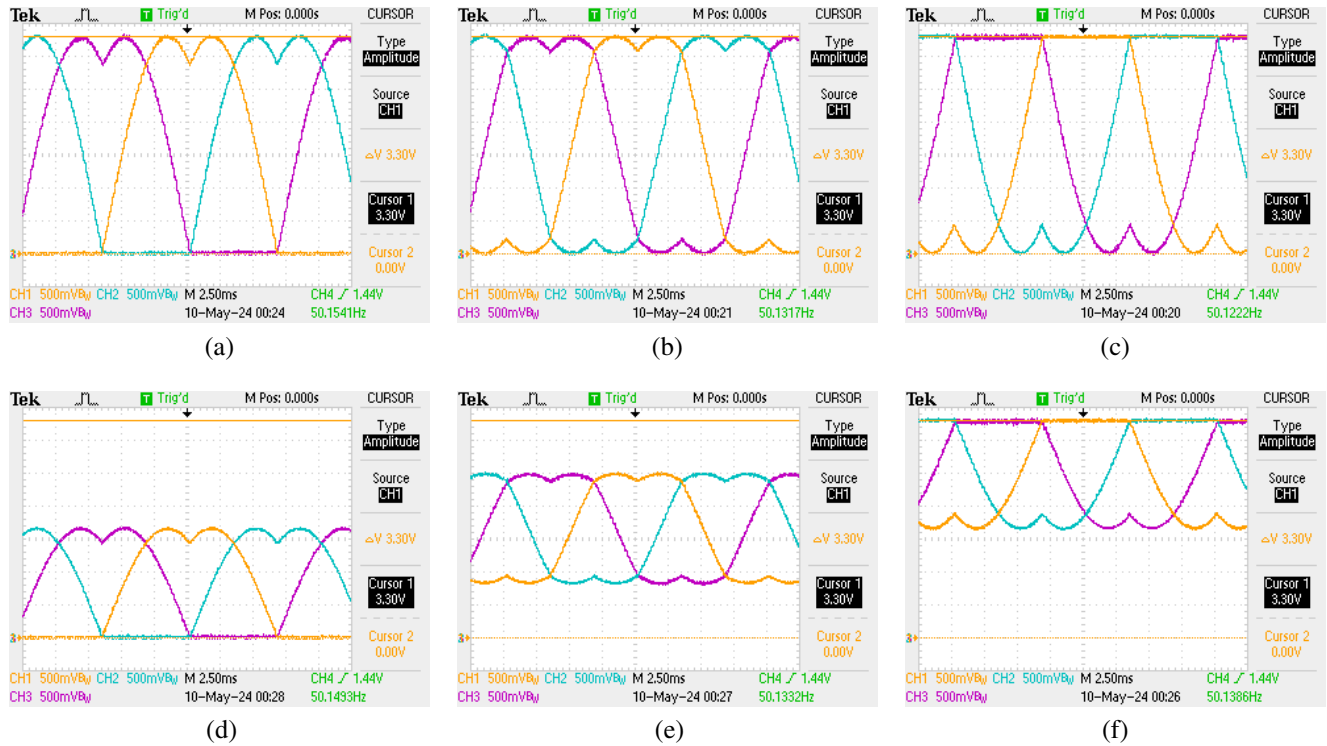 Tek Trig'd M Pos: 0.000s CURSOR
Type
Amplitude
Source
CH1
△V 3.30V
Cursor 1
3.30V
Cursor 2
0.00V
3
CH1 500mVBW CH2 500mVBW M 2.50ms CH4 ∕ 1.44V
CH3 500mVBW 10-May-24 00:24 50.1541Hz
(a)
Tek Trig'd M Pos: 0.000s CURSOR
Type
Amplitude
Source
CH1
△V 3.30V
Cursor 1
3.30V
Cursor 2
0.00V
3
CH1 500mVBW CH2 500mVBW M 2.50ms CH4 ∕ 1.44V
CH3 500mVBW 10-May-24 00:21 50.1317Hz
(b)
Tek Trig'd M Pos: 0.000s CURSOR
Type
Amplitude
Source
CH1
△V 3.30V
Cursor 1
3.30V
Cursor 2
0.00V
3
CH1 500mVBW CH2 500mVBW M 2.50ms CH4 ∕ 1.44V
CH3 500mVBW 10-May-24 00:20 50.1222Hz
(c)
Tek Trig'd M Pos: 0.000s CURSOR
Type
Amplitude
Source
CH1
△V 3.30V
Cursor 1
3.30V
Cursor 2
0.00V
3
CH1 500mVBW CH2 500mVBW M 2.50ms CH4 ∕ 1.44V
CH3 500mVBW 10-May-24 00:28 50.1493Hz
(d)
Tek Trig'd M Pos: 0.000s CURSOR
Type
Amplitude
Source
CH1
△V 3.30V
Cursor 1
3.30V
Cursor 2
0.00V
3
CH1 500mVBW CH2 500mVBW M 2.50ms CH4 ∕ 1.44V
CH3 500mVBW 10-May-24 00:27 50.1332Hz
(e)
Tek Trig'd M Pos: 0.000s CURSOR
Type
Amplitude
Source
CH1
△V 3.30V
Cursor 1
3.30V
Cursor 2
0.00V
3
CH1 500mVBW CH2 500mVBW M 2.50ms CH4 ∕ 1.44V
CH3 500mVBW 10-May-24 00:26 50.1386Hz
(f)